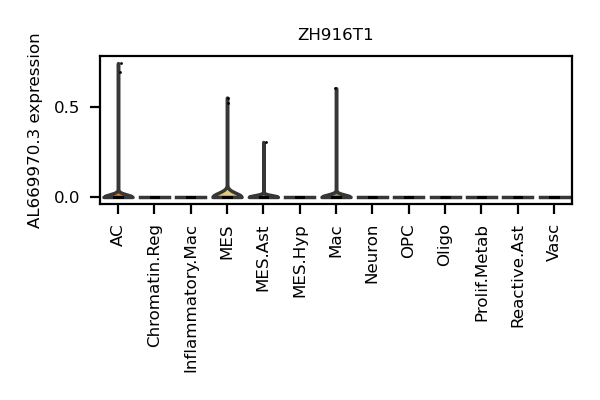 ZH916T1
AL669970.3 expression
0.5
0.0
AC
Chromatin.Reg
Inflammatory.Mac
MES
MES.Ast
MES.Hyp
Mac
Neuron
OPC
Oligo
Prolif.Metab
Reactive.Ast
Vasc